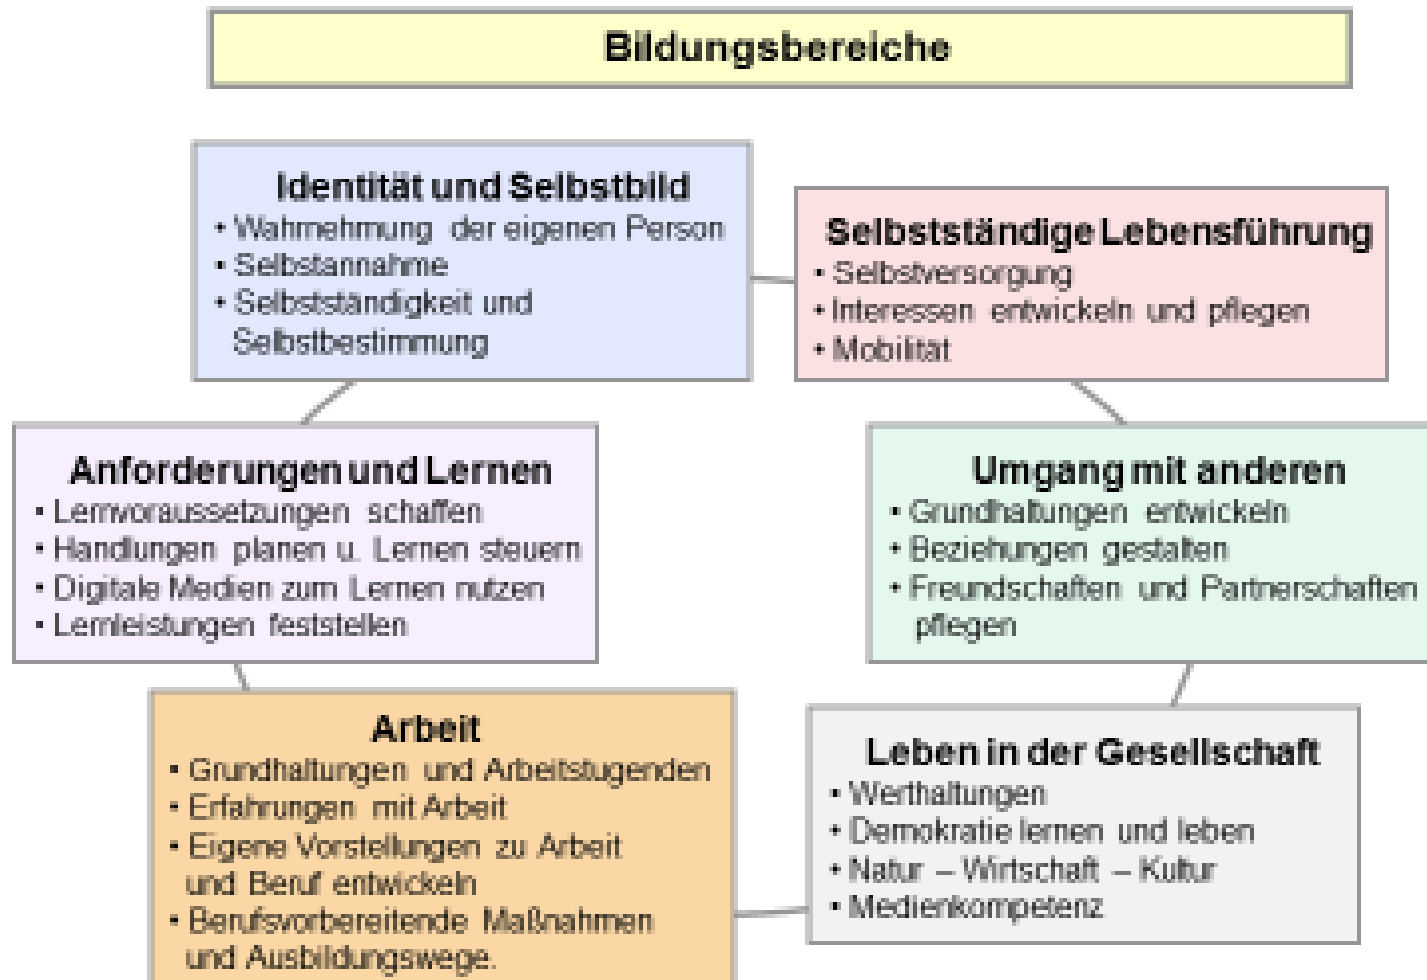 Bildungsbereiche
Identität und Selbstbild
• Wahrnehmung der eigenen Person
• Selbstannahme
• Selbstständigkeit und
Selbstbestimmung
Selbstständige Lebensführung
• Selbstversorgung
• Interessen entwickeln und pflegen
• Mobilität
Anforderungen und Lernen
• Lernvoraussetzungen schaffen
• Handlungen planen u. Lernen steuern
• Digitale Medien zum Lernen nutzen
• Lernleistungen feststellen
Umgang mit anderen
• Grundhaltungen entwickeln
• Beziehungen gestalten
• Freundschaften und Partnerschaften
pflegen
Arbeit
• Grundhaltungen und Arbeitstugenden
• Erfahrungen mit Arbeit
• Eigene Vorstellungen zu Arbeit
und Beruf entwickeln
• Berufsvorbereitende Maßnahmen
und Ausbildungswege.
Leben in der Gesellschaft
• Werthaltungen
• Demokratie lernen und leben
• Natur – Wirtschaft – Kultur
• Medienkompetenz